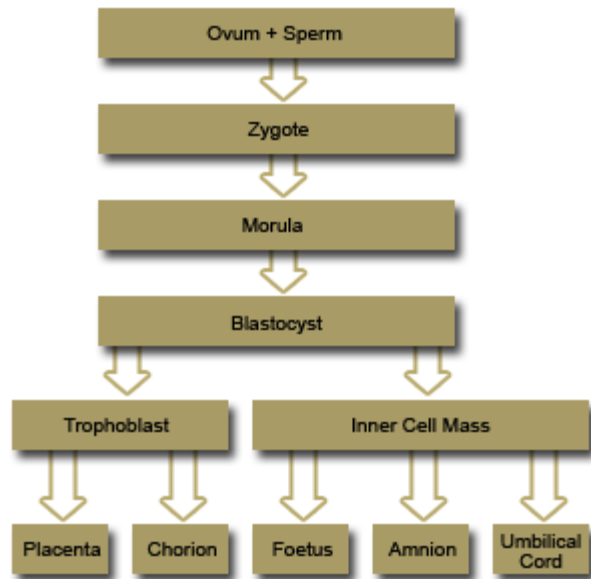 Ovum + Sperm
Zygote
Morula
Blastocyst
Trophoblast
Inner Cell Mass
Placenta
Chorion
Foetus
Amnion
Umbilical
Cord